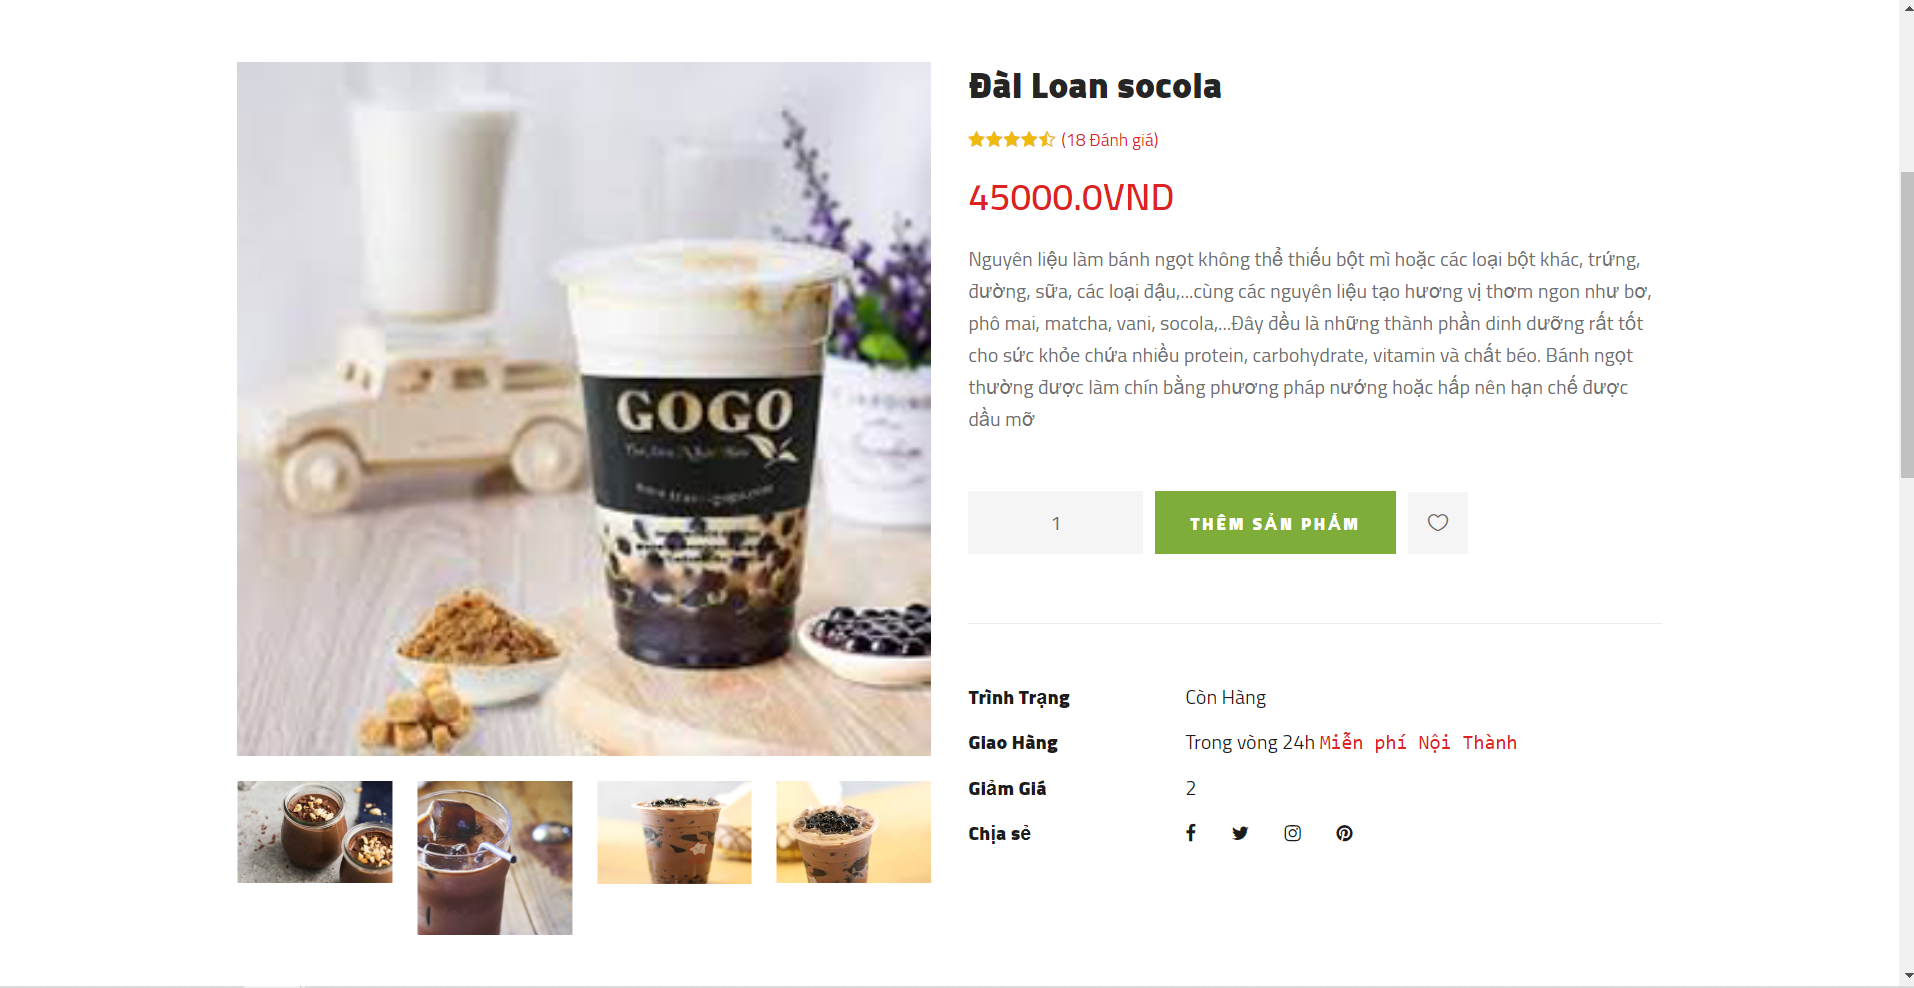 Đàl Loan socola
(18 Đánh giá)
45000.0VND
Nguyên liệu làm bánh ngọt không thể thiếu bột mì hoặc các loại bột khác, trứng,
đường, sữa, các loại đậu,...cùng các nguyên liệu tạo hương vị thơm ngon như bơ,
phô mai, matcha, vani, socola,...Đây đều là những thành phần dinh dưỡng rất tốt
cho sức khỏe chứa nhiều protein, carbohydrate, vitamin và chất béo. Bánh ngọt
thường được làm chín bằng phương pháp nướng hoặc hấp nên hạn chế được
dầu mỡ
GOGO
1
THÊM SẢN PHẨM
Trình Trạng Còn Hàng
Giao Hàng Trong vòng 24h Miễn phí Nội Thành
Giảm Giá 2
Chịa sẻ